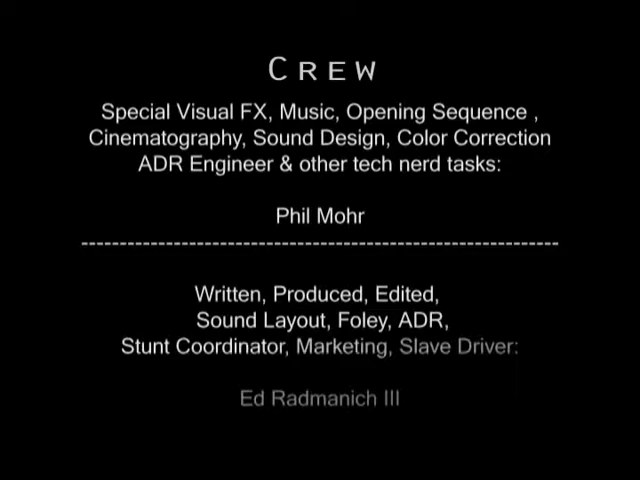 CREW
Special Visual FX, Music, Opening Sequence ,
Cinematography, Sound Design, Color Correction
ADR Engineer & other tech nerd tasks:
Phil Mohr
---------------------------------------------------------------
Written, Produced, Edited,
Sound Layout, Foley, ADR,
Stunt Coordinator, Marketing, Slave Driver:
Ed Radmanich III